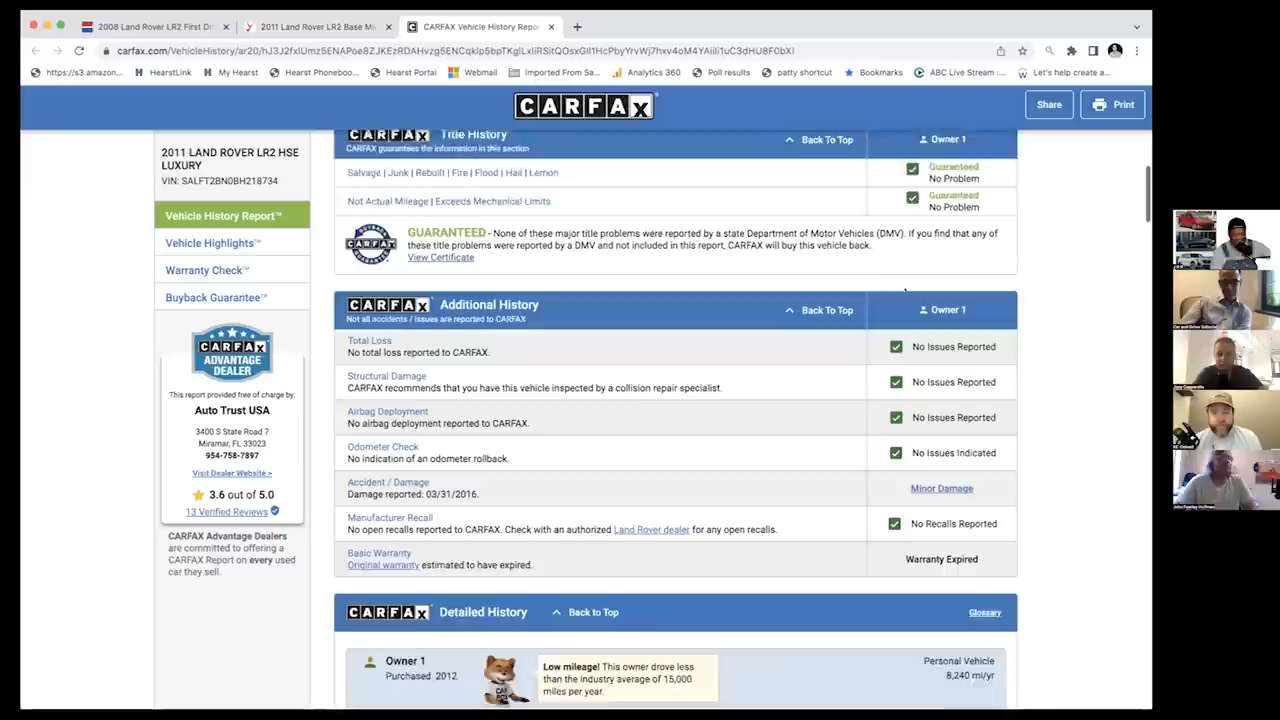 2008 Land Rover LR2 First Dri
2011 Land Rover LR2 Base Mi
CARFAX Vehicle History Repor
https://s3.amazon...
HearstLink
My Hearst
Hearst Phoneboo...
Hearst Portal
Webmail
Imported From Sa...
Analytics 360
Poll results
patty shortcut
Bookmarks
ABC Live Stream :...
Let's help create a...
CARFAX
Share
Print
2011 LAND ROVER LR2 HSE
LUXURY
VIN: SALFT2BN0BH218734
Vehicle History Report™
Vehicle Highlights™
Warranty Check™
Buyback Guarantee™
CARFAX
ADVANTAGE
DEALER
This report provided free of charge by:
Auto Trust USA
3400 S State Road 7
Miramar, FL 33023
954-758-7897
Visit Dealer Website >
3.6 out of 5.0
13 Verified Reviews
CARFAX Advantage Dealers
are committed to offering a
CARFAX Report on every used
car they sell.
CARFAX Title History
CARFAX guarantees the information in this section
Back To Top
Owner 1
Salvage | Junk | Rebuilt | Fire | Flood | Hail | Lemon
Guaranteed
No Problem
Not Actual Mileage | Exceeds Mechanical Limits
Guaranteed
No Problem
CARFAX
GUARANTEED - None of these major title problems were reported by a state Department of Motor Vehicles (DMV). If you find that any of
these title problems were reported by a DMV and not included in this report, CARFAX will buy this vehicle back.
View Certificate
CARFAX Additional History
Not all accidents / issues are reported to CARFAX
Back To Top
Owner 1
Total Loss
No total loss reported to CARFAX.
No Issues Reported
Structural Damage
CARFAX recommends that you have this vehicle inspected by a collision repair specialist.
No Issues Reported
Airbag Deployment
No airbag deployment reported to CARFAX.
No Issues Reported
Odometer Check
No indication of an odometer rollback.
No Issues Indicated
Accident / Damage
Damage reported: 03/31/2016.
Minor Damage
Manufacturer Recall
No open recalls reported to CARFAX. Check with an authorized Land Rover dealer for any open recalls.
No Recalls Reported
Basic Warranty
Original warranty estimated to have expired.
Warranty Expired
CARFAX Detailed History
Back to Top
Glossary
Owner 1
Purchased: 2012
CAR
Low mileage! This owner drove less
than the industry average of 15,000
miles per year.
Personal Vehicle
8,240 mi/yr